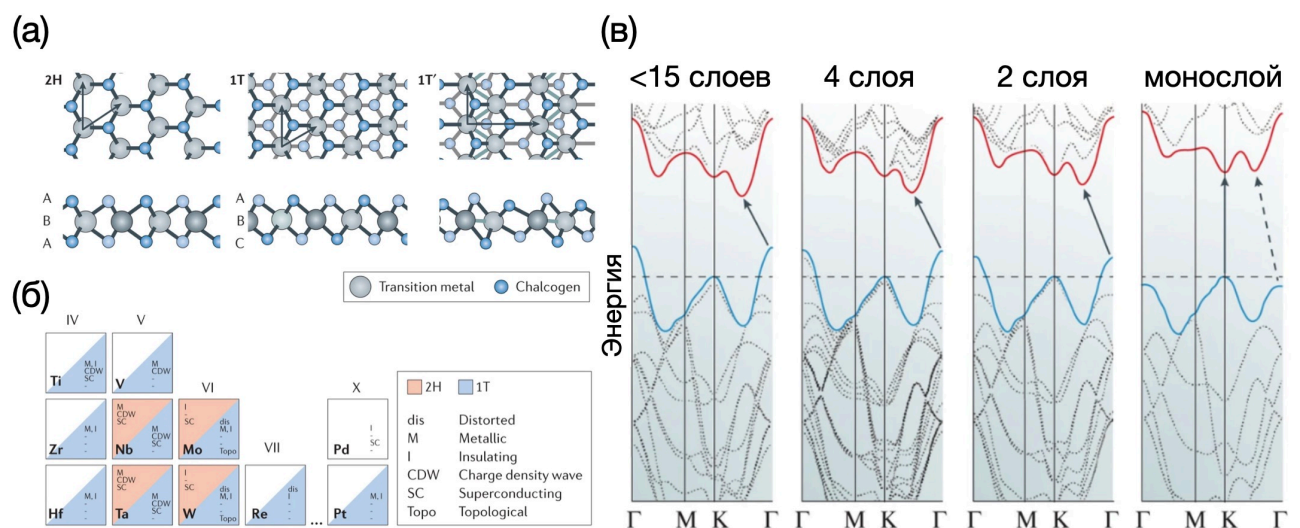 (а)
2H
1T
1T′
A
B
A
A
B
C
Transition metal
Chalcogen
(б)
IV
V
Ti
M, I
CDW
SC
-
V
M
CDW
-
-
VI
X
Zr
M, I
-
-
-
Nb
M
CDW
SC
M
CDW
SC
-
Mo
I
-
SC
dis
M, I
-
Topo
VII
Pd
I
-
SC
-
Hf
M, I
-
-
-
Ta
M
CDW
SC
M
CDW
SC
-
W
I
-
SC
dis
M, I
-
Topo
Re
dis
I
-
-
...
Pt
M, I
-
-
-
2H 1T
dis Distorted
M Metallic
I Insulating
CDW Charge density wave
SC Superconducting
Topo Topological
(в)
<15 слоев
4 слоя
2 слоя
монослой
Энергия
Γ M K Γ
Γ M K Γ
Γ M K Γ
Γ M K Γ